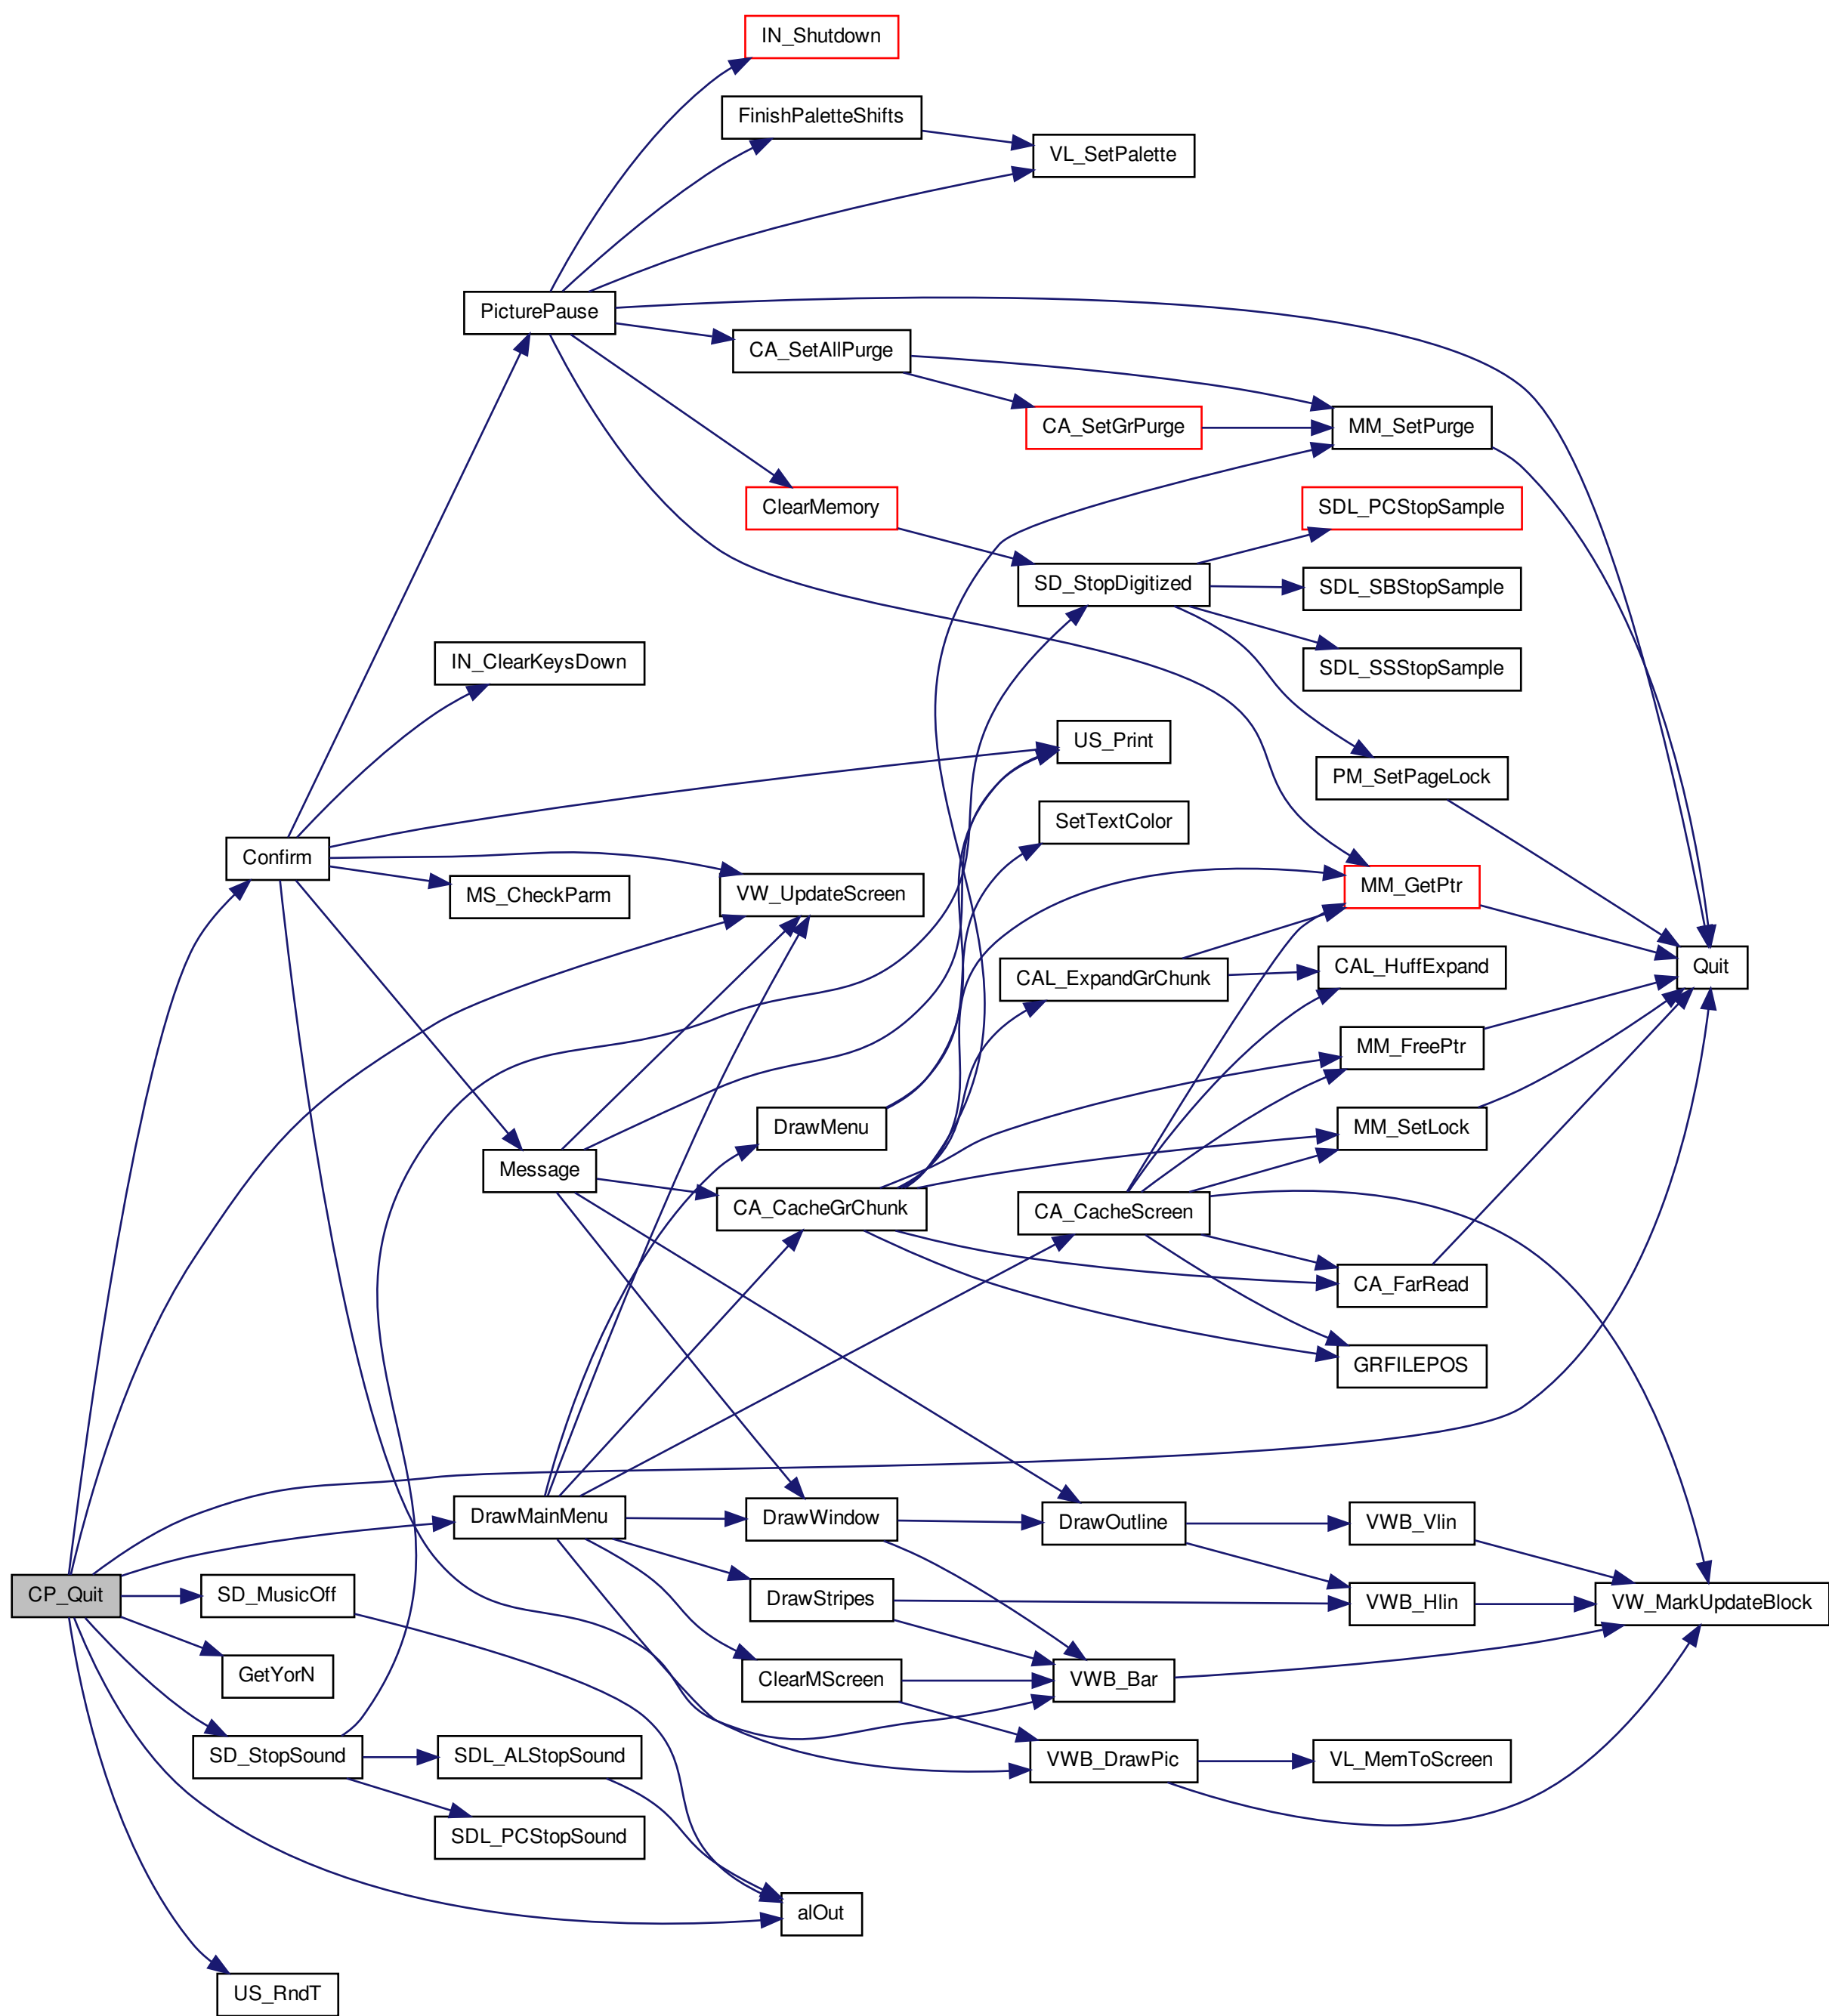 IN_Shutdown
FinishPaletteShifts
VL_SetPalette
PicturePause
CA_SetAllPurge
CA_SetGrPurge
MM_SetPurge
ClearMemory
SDL_PCStopSample
SD_StopDigitized
SDL_SBStopSample
IN_ClearKeysDown
SDL_SSStopSample
US_Print
PM_SetPageLock
SetTextColor
Confirm
MS_CheckParm
VW_UpdateScreen
MM_GetPtr
CAL_ExpandGrChunk
CAL_HuffExpand
Quit
MM_FreePtr
DrawMenu
MM_SetLock
Message
CA_CacheGrChunk
CA_CacheScreen
CA_FarRead
GRFILEPOS
DrawMainMenu
DrawWindow
DrawOutline
VWB_Vlin
CP_Quit
SD_MusicOff
DrawStripes
VWB_Hlin
VW_MarkUpdateBlock
GetYorN
ClearMScreen
VWB_Bar
SD_StopSound
SDL_ALStopSound
VWB_DrawPic
VL_MemToScreen
SDL_PCStopSound
alOut
US_RndT